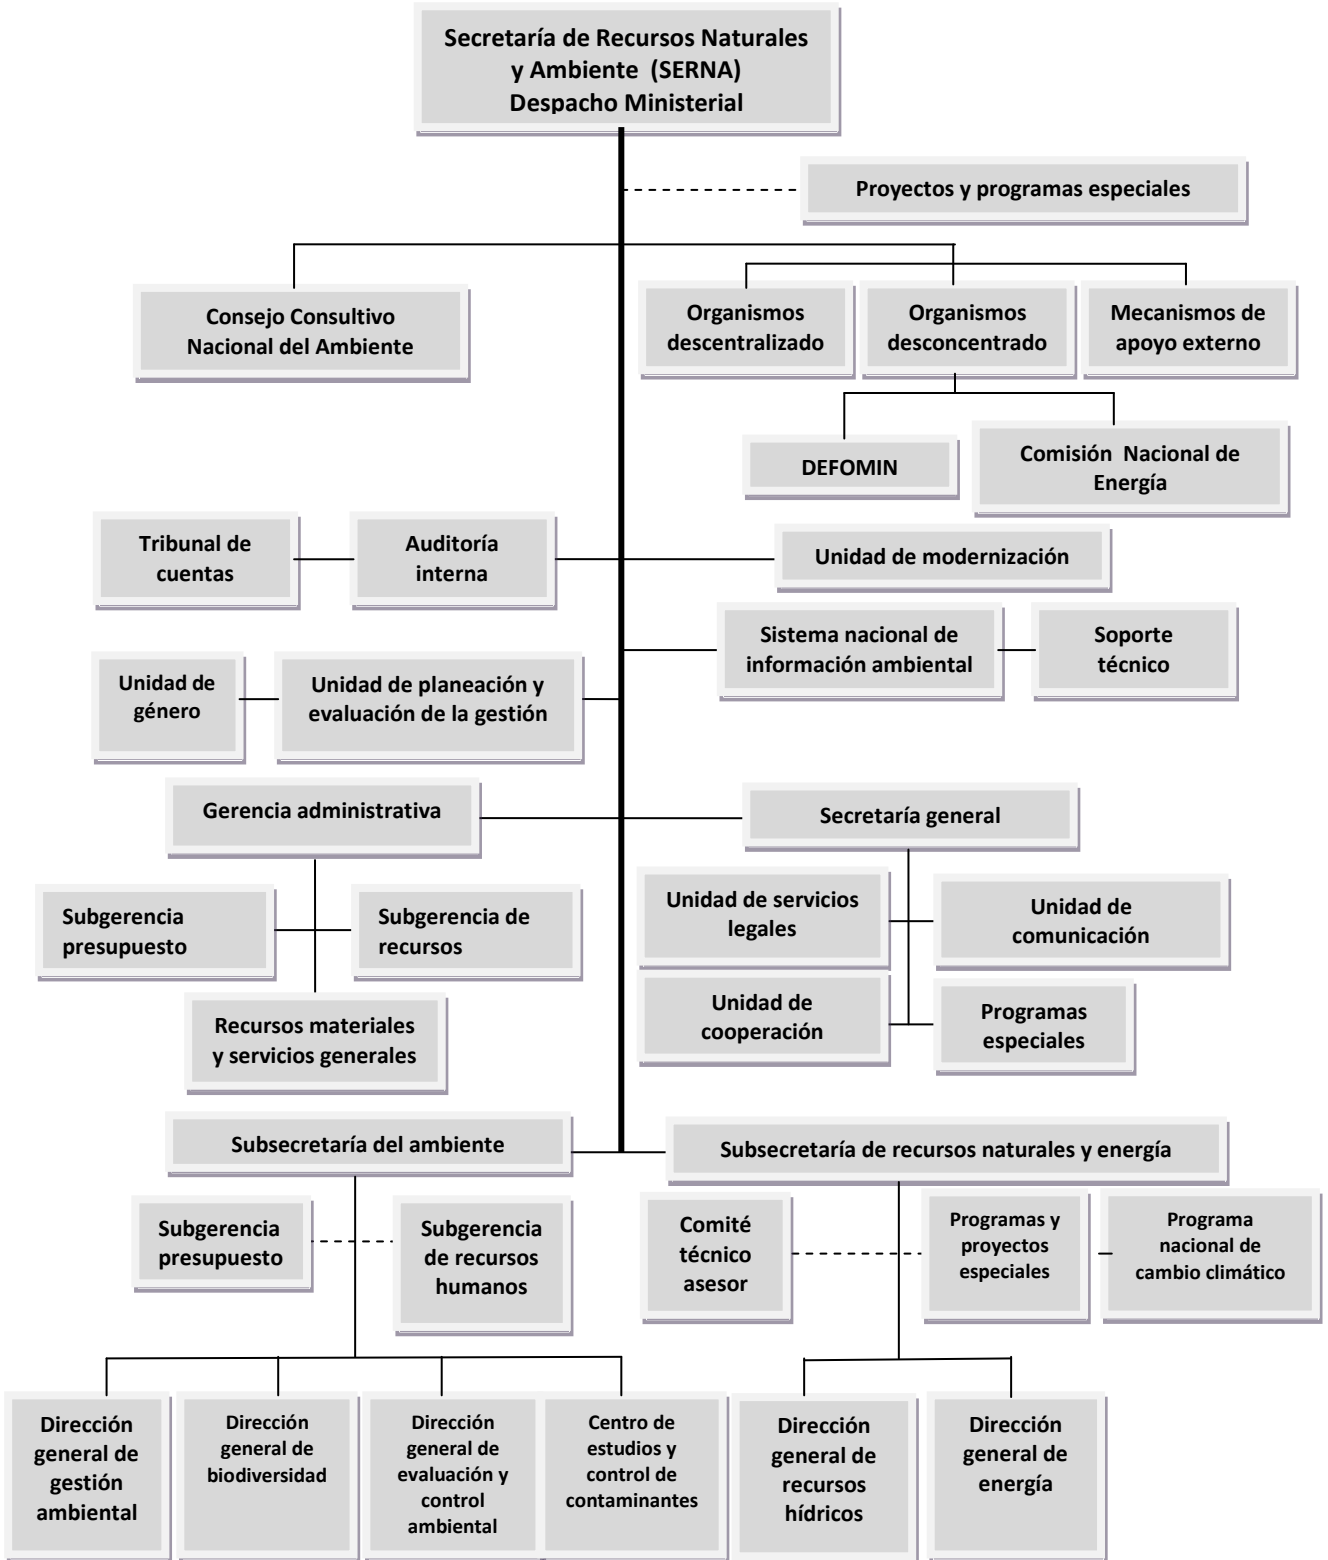 Secretaría de Recursos Naturales
y Ambiente (SERNA)
Despacho Ministerial
Proyectos y programas especiales
Consejo Consultivo
Nacional del Ambiente
Organismos
descentralizado
Organismos
desconcentrado
Mecanismos de
apoyo externo
DEFOMIN
Comisión Nacional de
Energía
Tribunal de
cuentas
Auditoría
interna
Unidad de modernización
Sistema nacional de
información ambiental
Soporte
técnico
Unidad de
género
Unidad de planeación y
evaluación de la gestión
Gerencia administrativa
Secretaría general
Subgerencia
presupuesto
Subgerencia de
recursos
Recursos materiales
y servicios generales
Unidad de servicios
legales
Unidad de
comunicación
Unidad de
cooperación
Programas
especiales
Subsecretaría del ambiente
Subsecretaría de recursos naturales y energía
Subgerencia
presupuesto
Subgerencia
de recursos
humanos
Comité
técnico
asesor
Programas y
proyectos
especiales
Programa
nacional de
cambio climático
Dirección
general de
gestión
ambiental
Dirección
general de
biodiversidad
Dirección
general de
evaluación y
control
ambiental
Centro de
estudios y
control de
contaminantes
Dirección
general de
recursos
hídricos
Dirección
general de
energía